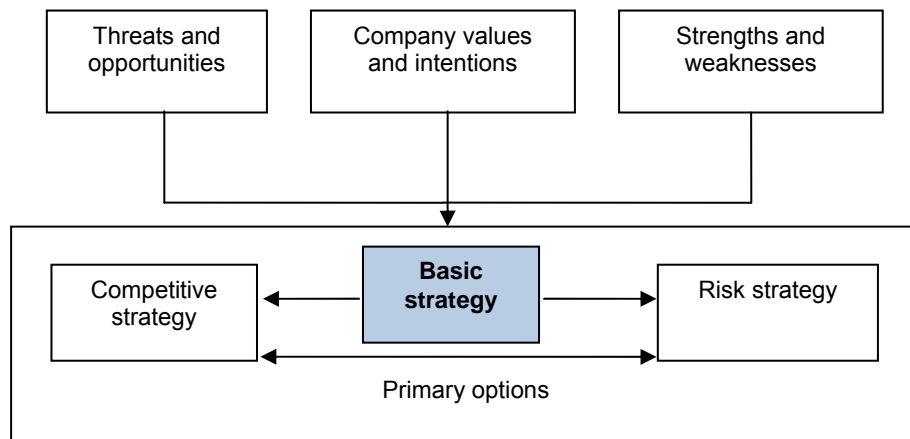 Threats and
opportunities
Company values
and intentions
Strengths and
weaknesses
Competitive
strategy
Basic
strategy
Risk strategy
Primary options